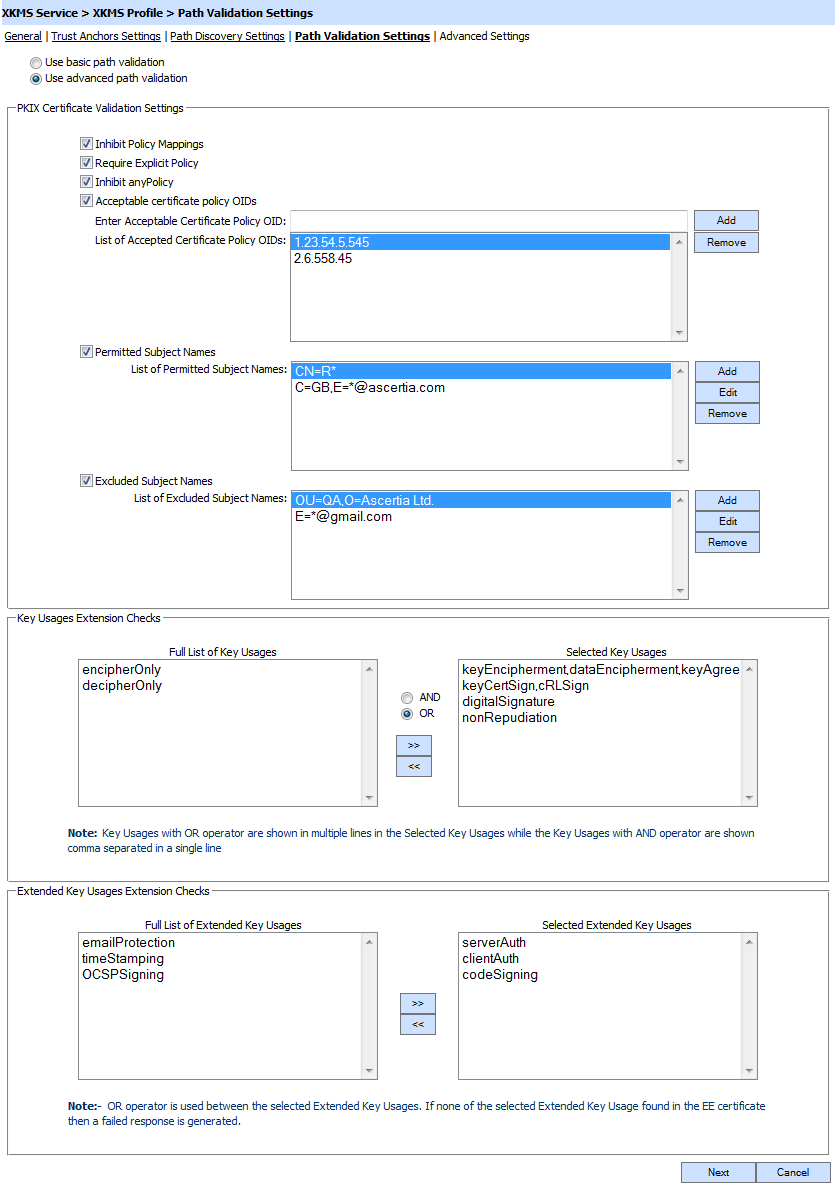 XKMS Service > XKMS Profile > Path Validation Settings
General | Trust Anchors Settings | Path Discovery Settings | Path Validation Settings | Advanced Settings
Use basic path validation
Use advanced path validation
PKIX Certificate Validation Settings
Inhibit Policy Mappings
Require Explicit Policy
Inhibit anyPolicy
Acceptable certificate policy OIDs
Enter Acceptable Certificate Policy OID: Add
List of Accepted Certificate Policy OIDs: 1.23.54.5.545 Remove
2.6.558.45
Permitted Subject Names
List of Permitted Subject Names: CN=R* Add
C=GB,E=*@ascertia.com Edit
Remove
Excluded Subject Names
List of Excluded Subject Names: OU=QA,O=Ascertia Ltd. Add
E=*@gmail.com Edit
Remove
Key Usages Extension Checks
Full List of Key Usages Selected Key Usages
encipherOnly keyEncipherment,dataEncipherment,keyAgree
decipherOnly keyCertSign,cRLSign
AND digitalSignature
OR nonRepudiation
>>
<<
Note: Key Usages with OR operator are shown in multiple lines in the Selected Key Usages while the Key Usages with AND operator are shown
comma separated in a single line
Extended Key Usages Extension Checks
Full List of Extended Key Usages Selected Extended Key Usages
emailProtection serverAuth
timeStamping clientAuth
OCSPSigning codeSigning
>>
<<
Note:- OR operator is used between the selected Extended Key Usages. If none of the selected Extended Key Usage found in the EE certificate
then a failed response is generated.
Next Cancel